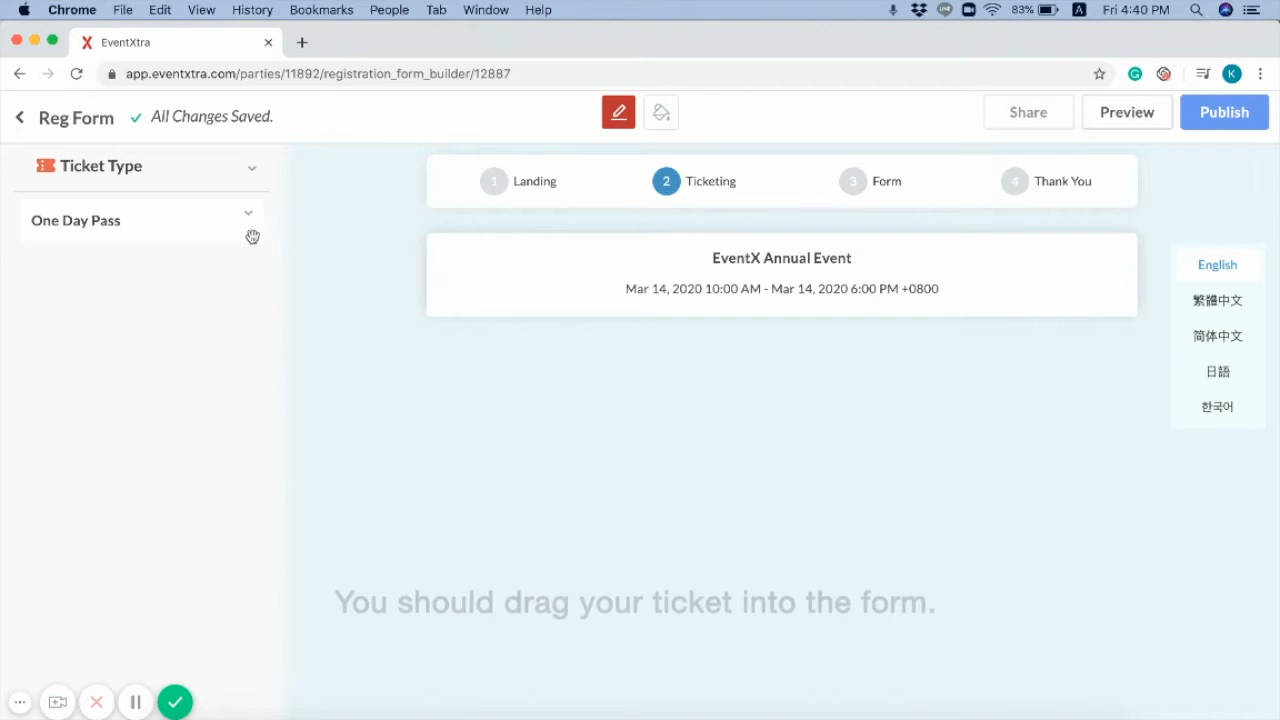 Chrome File Edit View History Bookmarks People Tab Window Help 83% A Fri 4:40 PM
EventXtra
app.eventxtra.com/parties/11892/registration_form_builder/12887 K
Reg Form All Changes Saved. Share Preview Publish
Ticket Type
One Day Pass
1 Landing 2 Ticketing 3 Form 4 Thank You
EventX Annual Event
Mar 14, 2020 10:00 AM - Mar 14, 2020 6:00 PM +0800
English
繁體中文
简体中文
日語
한국어
You should drag your ticket into the form.